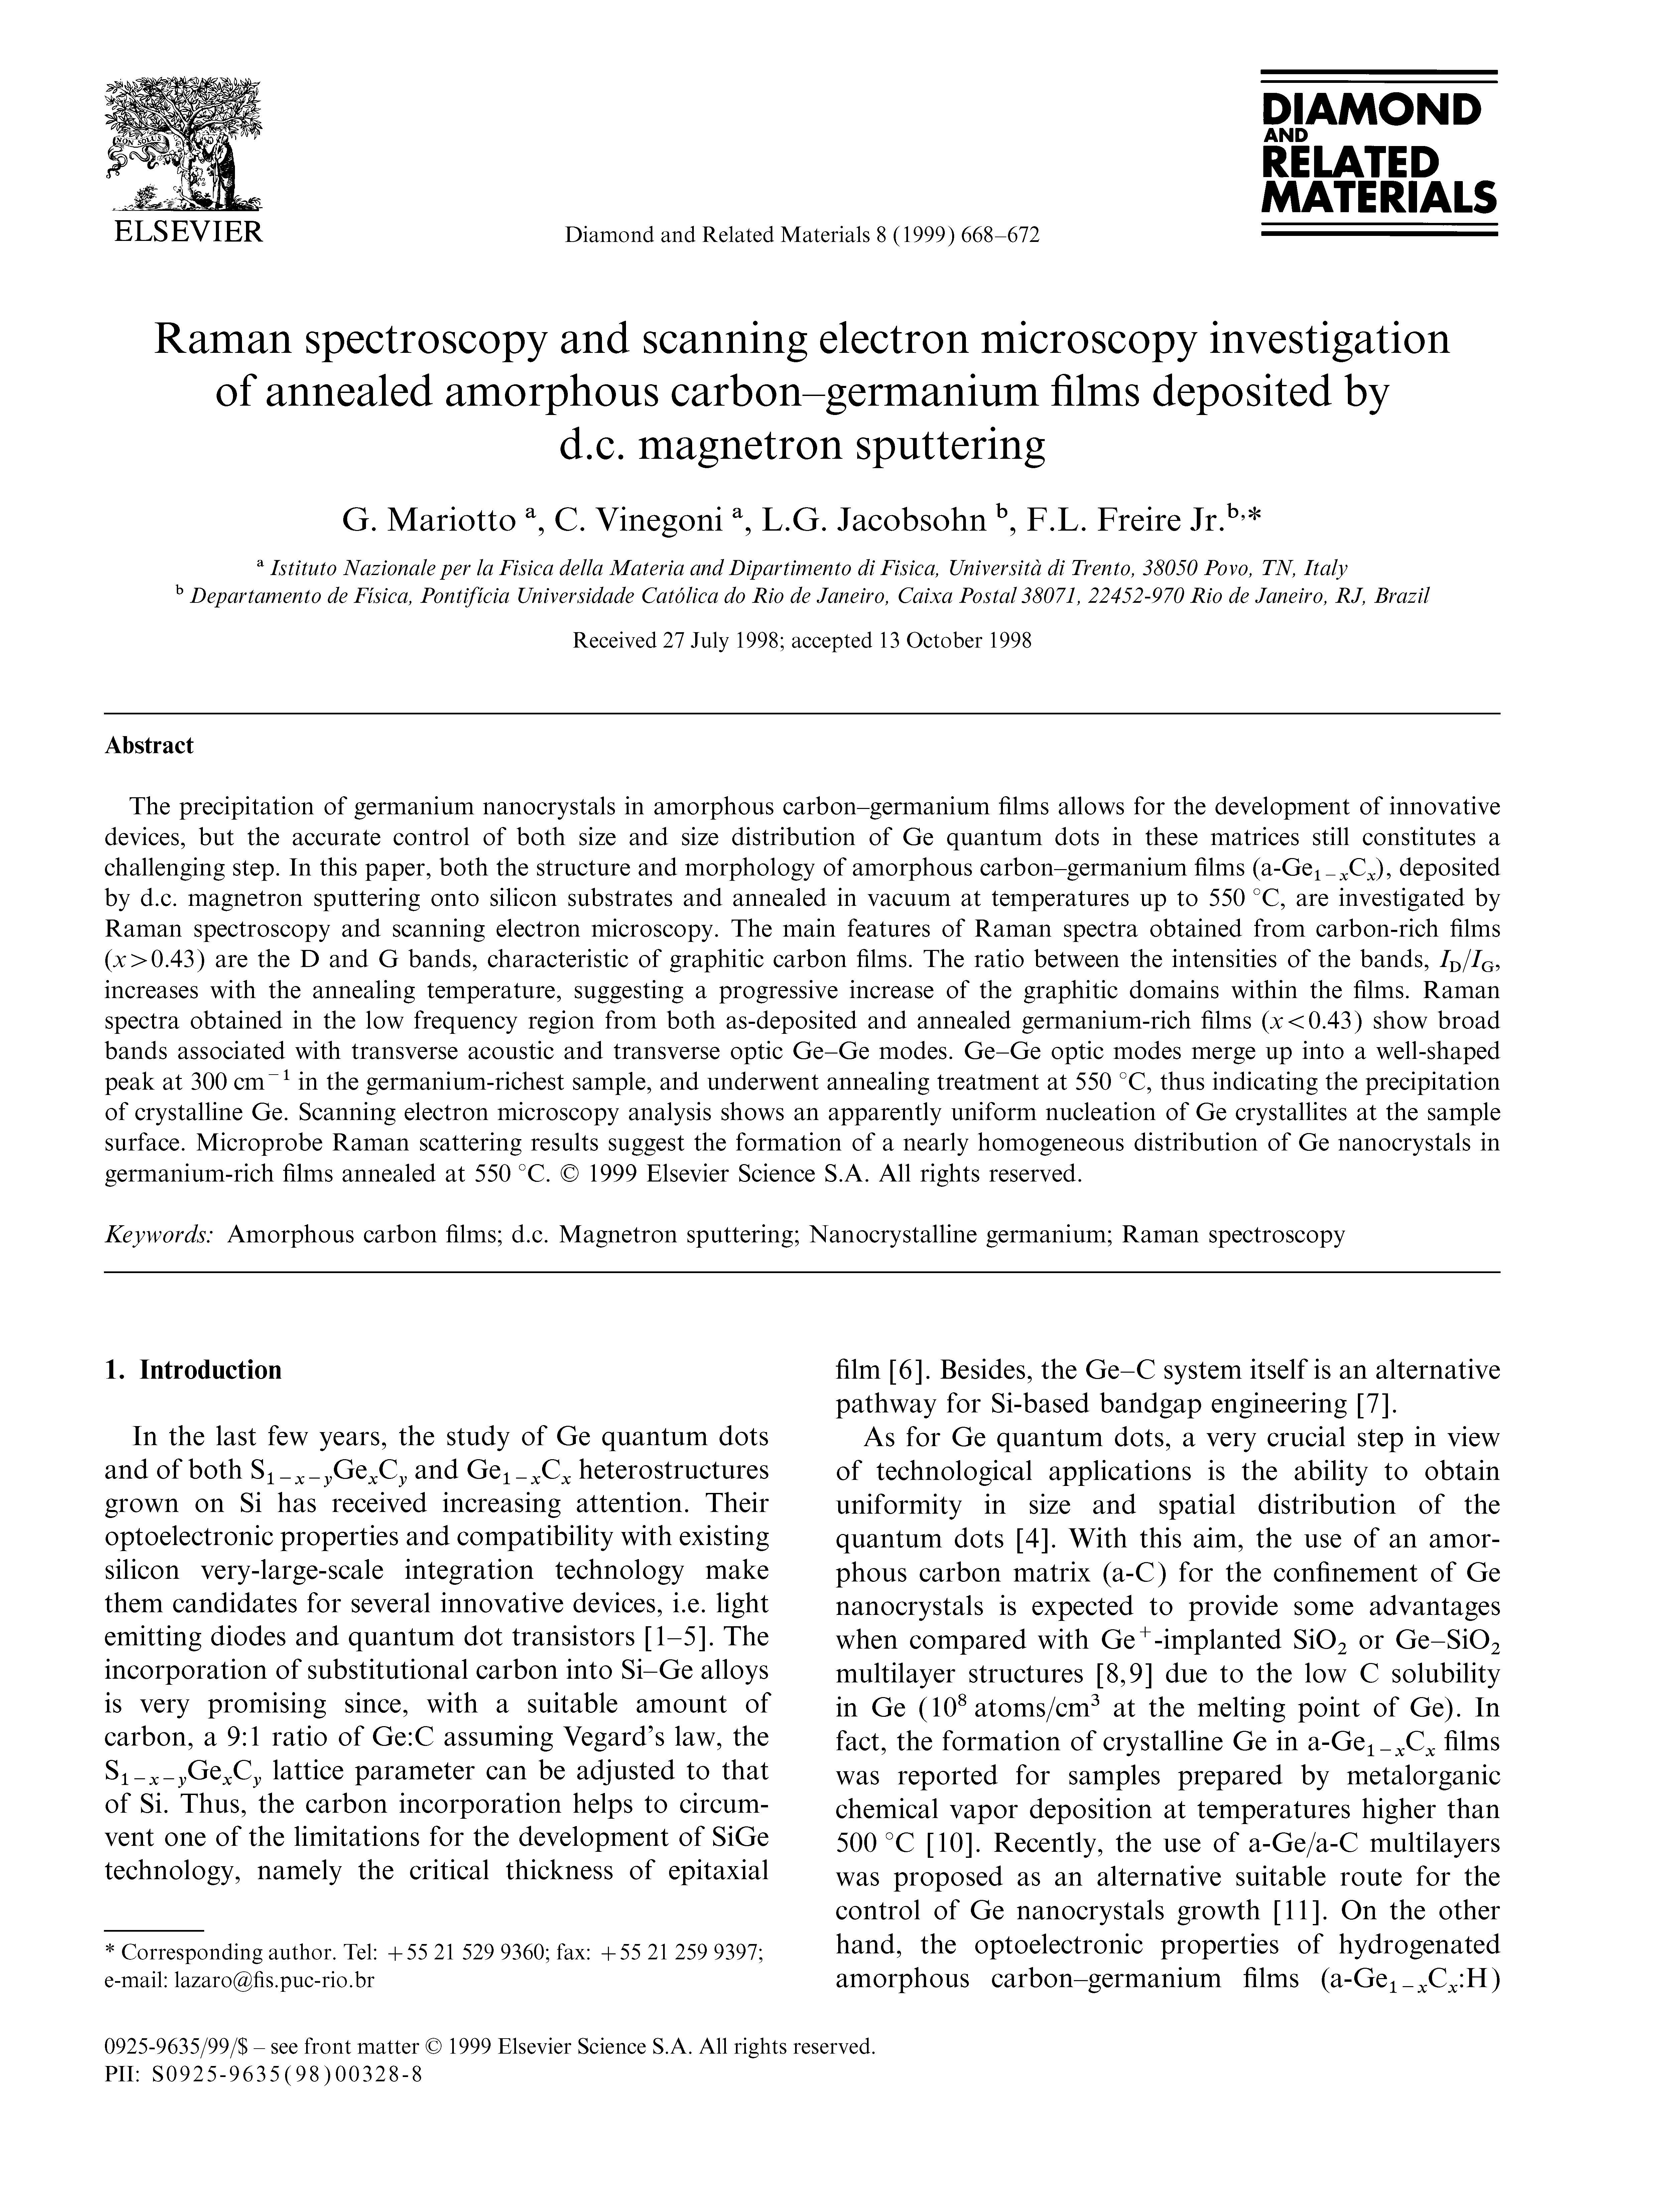 NON SOLUS
ELSEVIER
Diamond and Related Materials 8 (1999) 668–672
DIAMOND
AND
RELATED
MATERIALS
Raman spectroscopy and scanning electron microscopy investigation
of annealed amorphous carbon–germanium films deposited by
d.c. magnetron sputtering
G. Mariotto ᵃ, C. Vinegoni ᵃ, L.G. Jacobsohn ᵇ, F.L. Freire Jr.ᵇ,*
ᵃ Istituto Nazionale per la Fisica della Materia and Dipartimento di Fisica, Università di Trento, 38050 Povo, TN, Italy
ᵇ Departamento de Física, Pontifícia Universidade Católica do Rio de Janeiro, Caixa Postal 38071, 22452-970 Rio de Janeiro, RJ, Brazil
Received 27 July 1998; accepted 13 October 1998
Abstract
The precipitation of germanium nanocrystals in amorphous carbon–germanium films allows for the development of innovative
devices, but the accurate control of both size and size distribution of Ge quantum dots in these matrices still constitutes a
challenging step. In this paper, both the structure and morphology of amorphous carbon–germanium films (a-Ge₁₋ₓCₓ), deposited
by d.c. magnetron sputtering onto silicon substrates and annealed in vacuum at temperatures up to 550 °C, are investigated by
Raman spectroscopy and scanning electron microscopy. The main features of Raman spectra obtained from carbon-rich films
(x>0.43) are the D and G bands, characteristic of graphitic carbon films. The ratio between the intensities of the bands, I_D/I_G,
increases with the annealing temperature, suggesting a progressive increase of the graphitic domains within the films. Raman
spectra obtained in the low frequency region from both as-deposited and annealed germanium-rich films (x<0.43) show broad
bands associated with transverse acoustic and transverse optic Ge–Ge modes. Ge–Ge optic modes merge up into a well-shaped
peak at 300 cm⁻¹ in the germanium-richest sample, and underwent annealing treatment at 550 °C, thus indicating the precipitation
of crystalline Ge. Scanning electron microscopy analysis shows an apparently uniform nucleation of Ge crystallites at the sample
surface. Microprobe Raman scattering results suggest the formation of a nearly homogeneous distribution of Ge nanocrystals in
germanium-rich films annealed at 550 °C. © 1999 Elsevier Science S.A. All rights reserved.
Keywords: Amorphous carbon films; d.c. Magnetron sputtering; Nanocrystalline germanium; Raman spectroscopy
1. Introduction
In the last few years, the study of Ge quantum dots
and of both S₁₋ₓ₋ᵧGeₓCᵧ and Ge₁₋ₓCₓ heterostructures
grown on Si has received increasing attention. Their
optoelectronic properties and compatibility with existing
silicon very-large-scale integration technology make
them candidates for several innovative devices, i.e. light
emitting diodes and quantum dot transistors [1–5]. The
incorporation of substitutional carbon into Si–Ge alloys
is very promising since, with a suitable amount of
carbon, a 9:1 ratio of Ge:C assuming Vegard's law, the
S₁₋ₓ₋ᵧGeₓCᵧ lattice parameter can be adjusted to that
of Si. Thus, the carbon incorporation helps to circum-
vent one of the limitations for the development of SiGe
technology, namely the critical thickness of epitaxial
* Corresponding author. Tel: +55 21 529 9360; fax: +55 21 259 9397;
e-mail: lazaro@fis.puc-rio.br
film [6]. Besides, the Ge–C system itself is an alternative
pathway for Si-based bandgap engineering [7].
As for Ge quantum dots, a very crucial step in view
of technological applications is the ability to obtain
uniformity in size and spatial distribution of the
quantum dots [4]. With this aim, the use of an amor-
phous carbon matrix (a-C) for the confinement of Ge
nanocrystals is expected to provide some advantages
when compared with Ge⁺-implanted SiO₂ or Ge–SiO₂
multilayer structures [8,9] due to the low C solubility
in Ge (10⁸ atoms/cm³ at the melting point of Ge). In
fact, the formation of crystalline Ge in a-Ge₁₋ₓCₓ films
was reported for samples prepared by metalorganic
chemical vapor deposition at temperatures higher than
500 °C [10]. Recently, the use of a-Ge/a-C multilayers
was proposed as an alternative suitable route for the
control of Ge nanocrystals growth [11]. On the other
hand, the optoelectronic properties of hydrogenated
amorphous carbon–germanium films (a-Ge₁₋ₓCₓ:H)
0925-9635/99/$ – see front matter © 1999 Elsevier Science S.A. All rights reserved.
PII: S0925-9635(98)00328-8